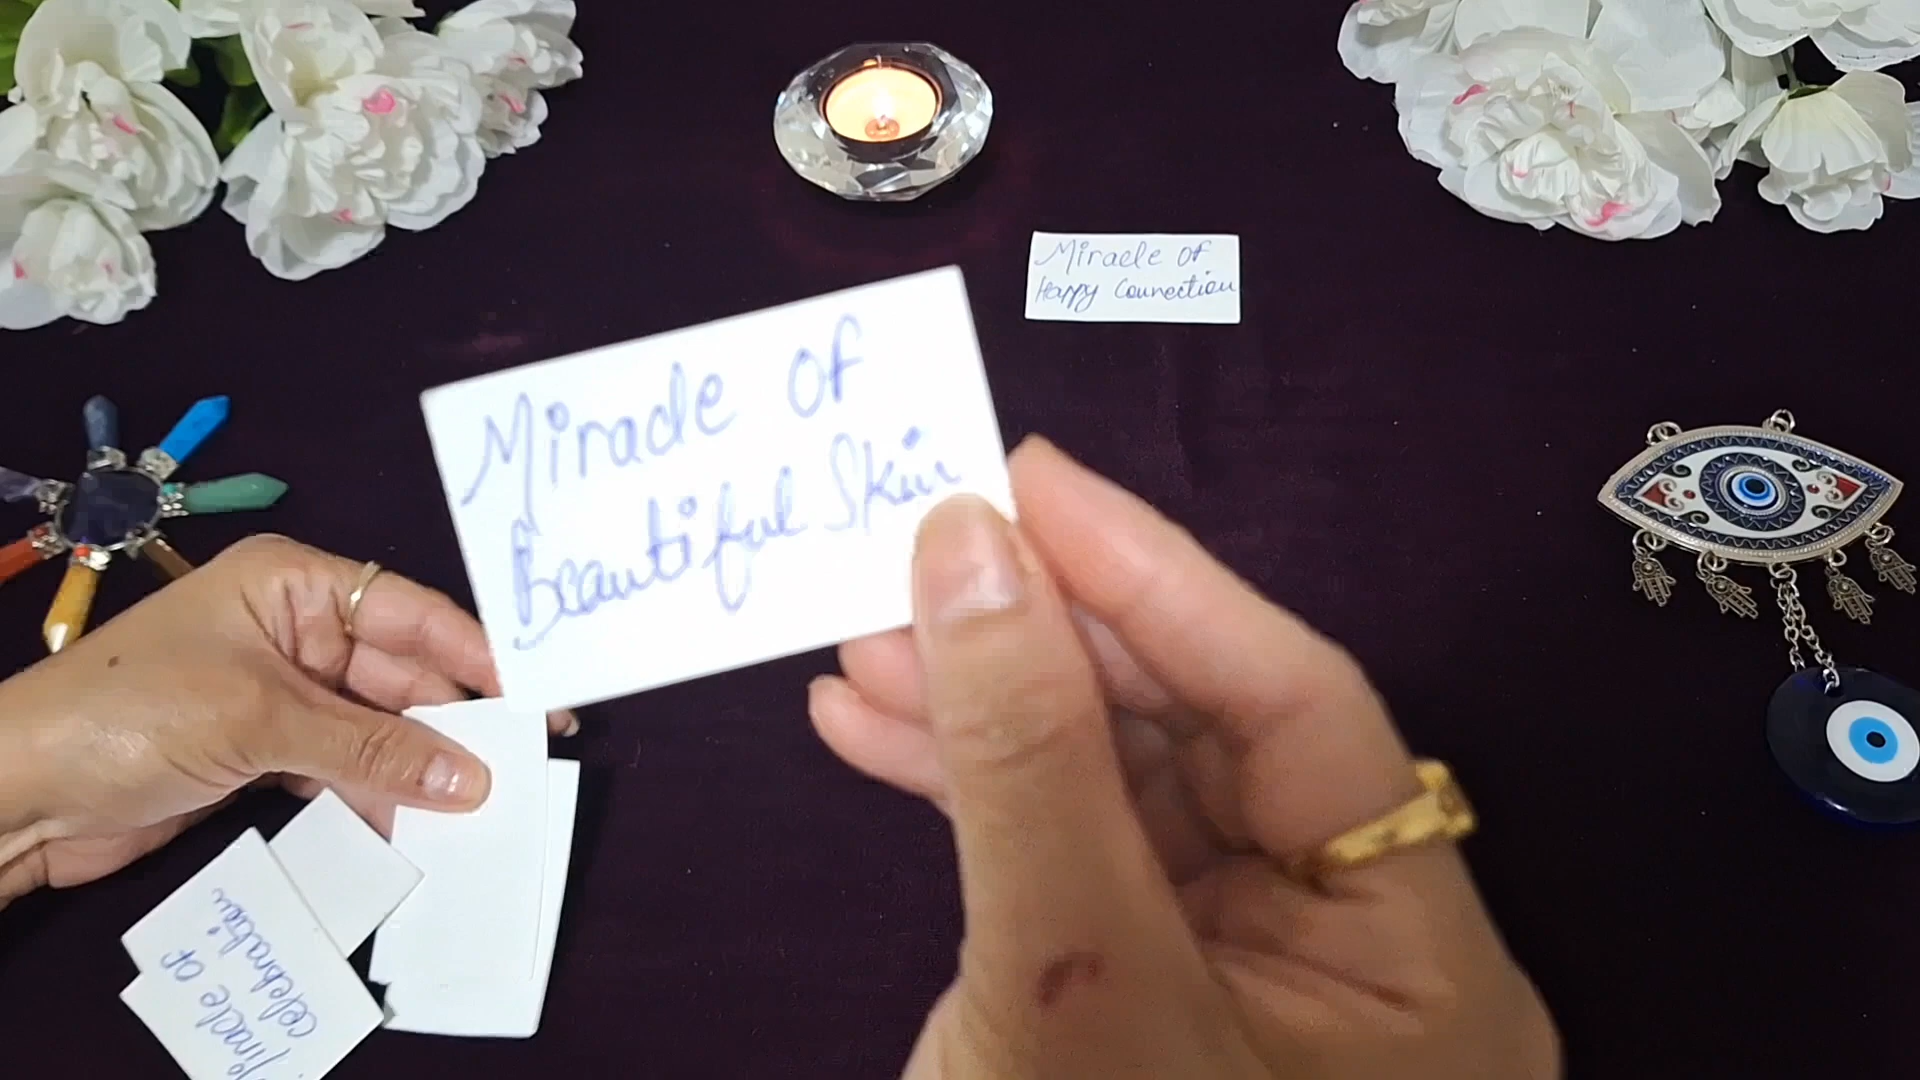 Miracle of
Happy Connection
Miracle of
Beautiful Skin
Miracle of
celebration